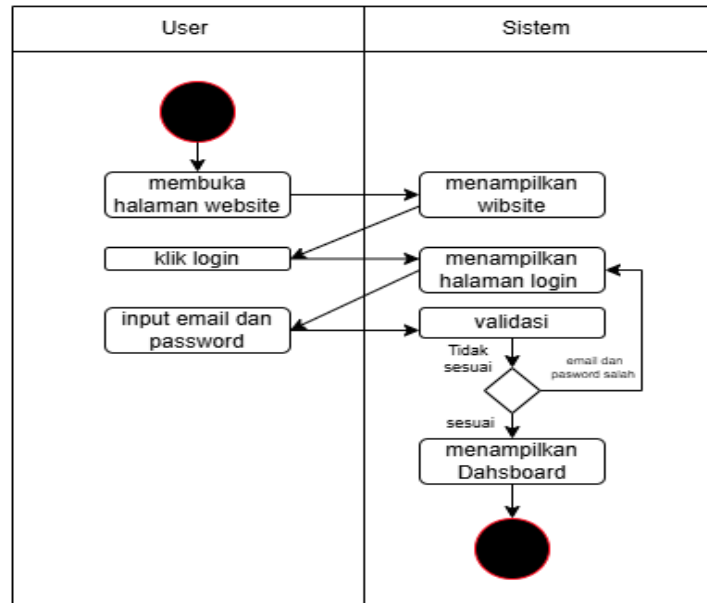 User
Sistem
membuka
halaman website
menampilkan
wibsite
klik login
menampilkan
halaman login
input email dan
password
validasi
Tidak
sesuai
email dan
pasword salah
sesuai
menampilkan
Dahsboard